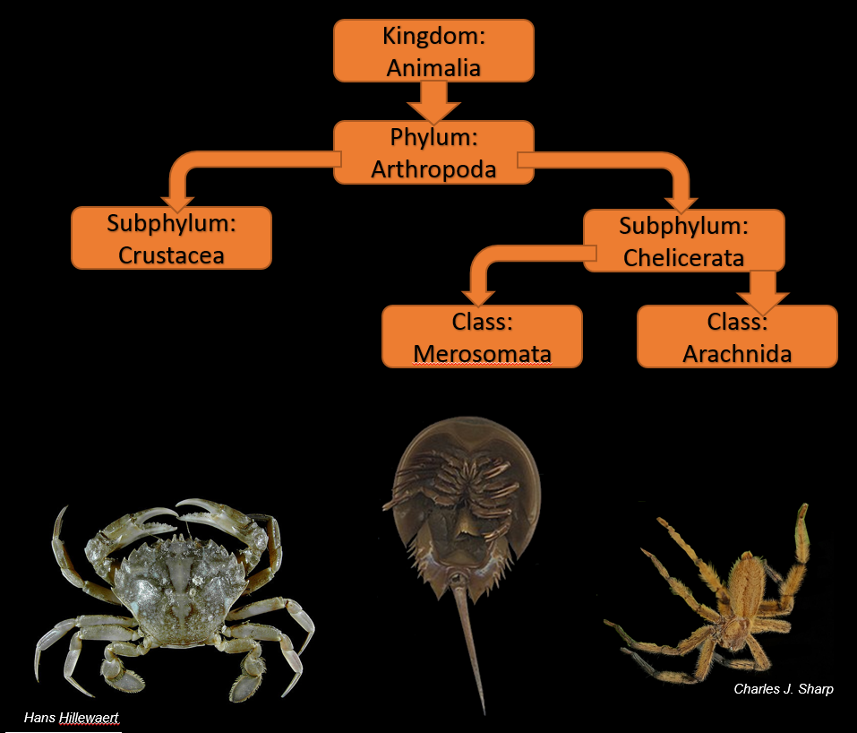 Kingdom:
Animalia
Phylum:
Arthropoda
Subphylum:
Crustacea
Subphylum:
Chelicerata
Class:
Merosomata
Class:
Arachnida
Charles J. Sharp
Hans Hillewaert